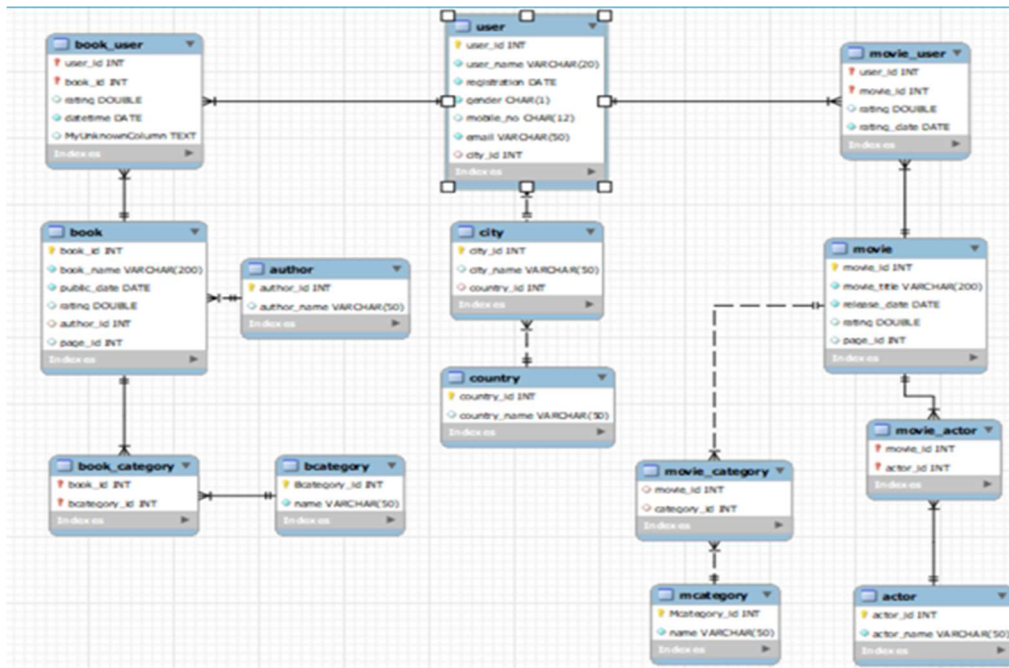 book_user
user_id INT
book_id INT
rating DOUBLE
datetime DATE
MyUnknownColumn TEXT
Indexes
user
user_id INT
user_name VARCHAR(20)
registration DATE
gender CHAR(1)
mobile_no CHAR(12)
email VARCHAR(50)
city_id INT
Indexes
movie_user
user_id INT
movie_id INT
rating DOUBLE
rating_date DATE
Indexes
book
book_id INT
book_name VARCHAR(200)
public_date DATE
rating DOUBLE
author_id INT
page_id INT
Indexes
author
author_id INT
author_name VARCHAR(50)
Indexes
city
city_id INT
city_name VARCHAR(50)
country_id INT
Indexes
movie
movie_id INT
movie_title VARCHAR(200)
release_date DATE
rating DOUBLE
page_id INT
Indexes
country
country_id INT
country_name VARCHAR(50)
Indexes
movie_actor
movie_id INT
actor_id INT
Indexes
book_category
book_id INT
bcategory_id INT
Indexes
bcategory
Bcategory_id INT
name VARCHAR(50)
Indexes
movie_category
movie_id INT
category_id INT
Indexes
mcategory
Mcategory_id INT
name VARCHAR(50)
actor
actor_id INT
actor_name VARCHAR(50)
Indexes